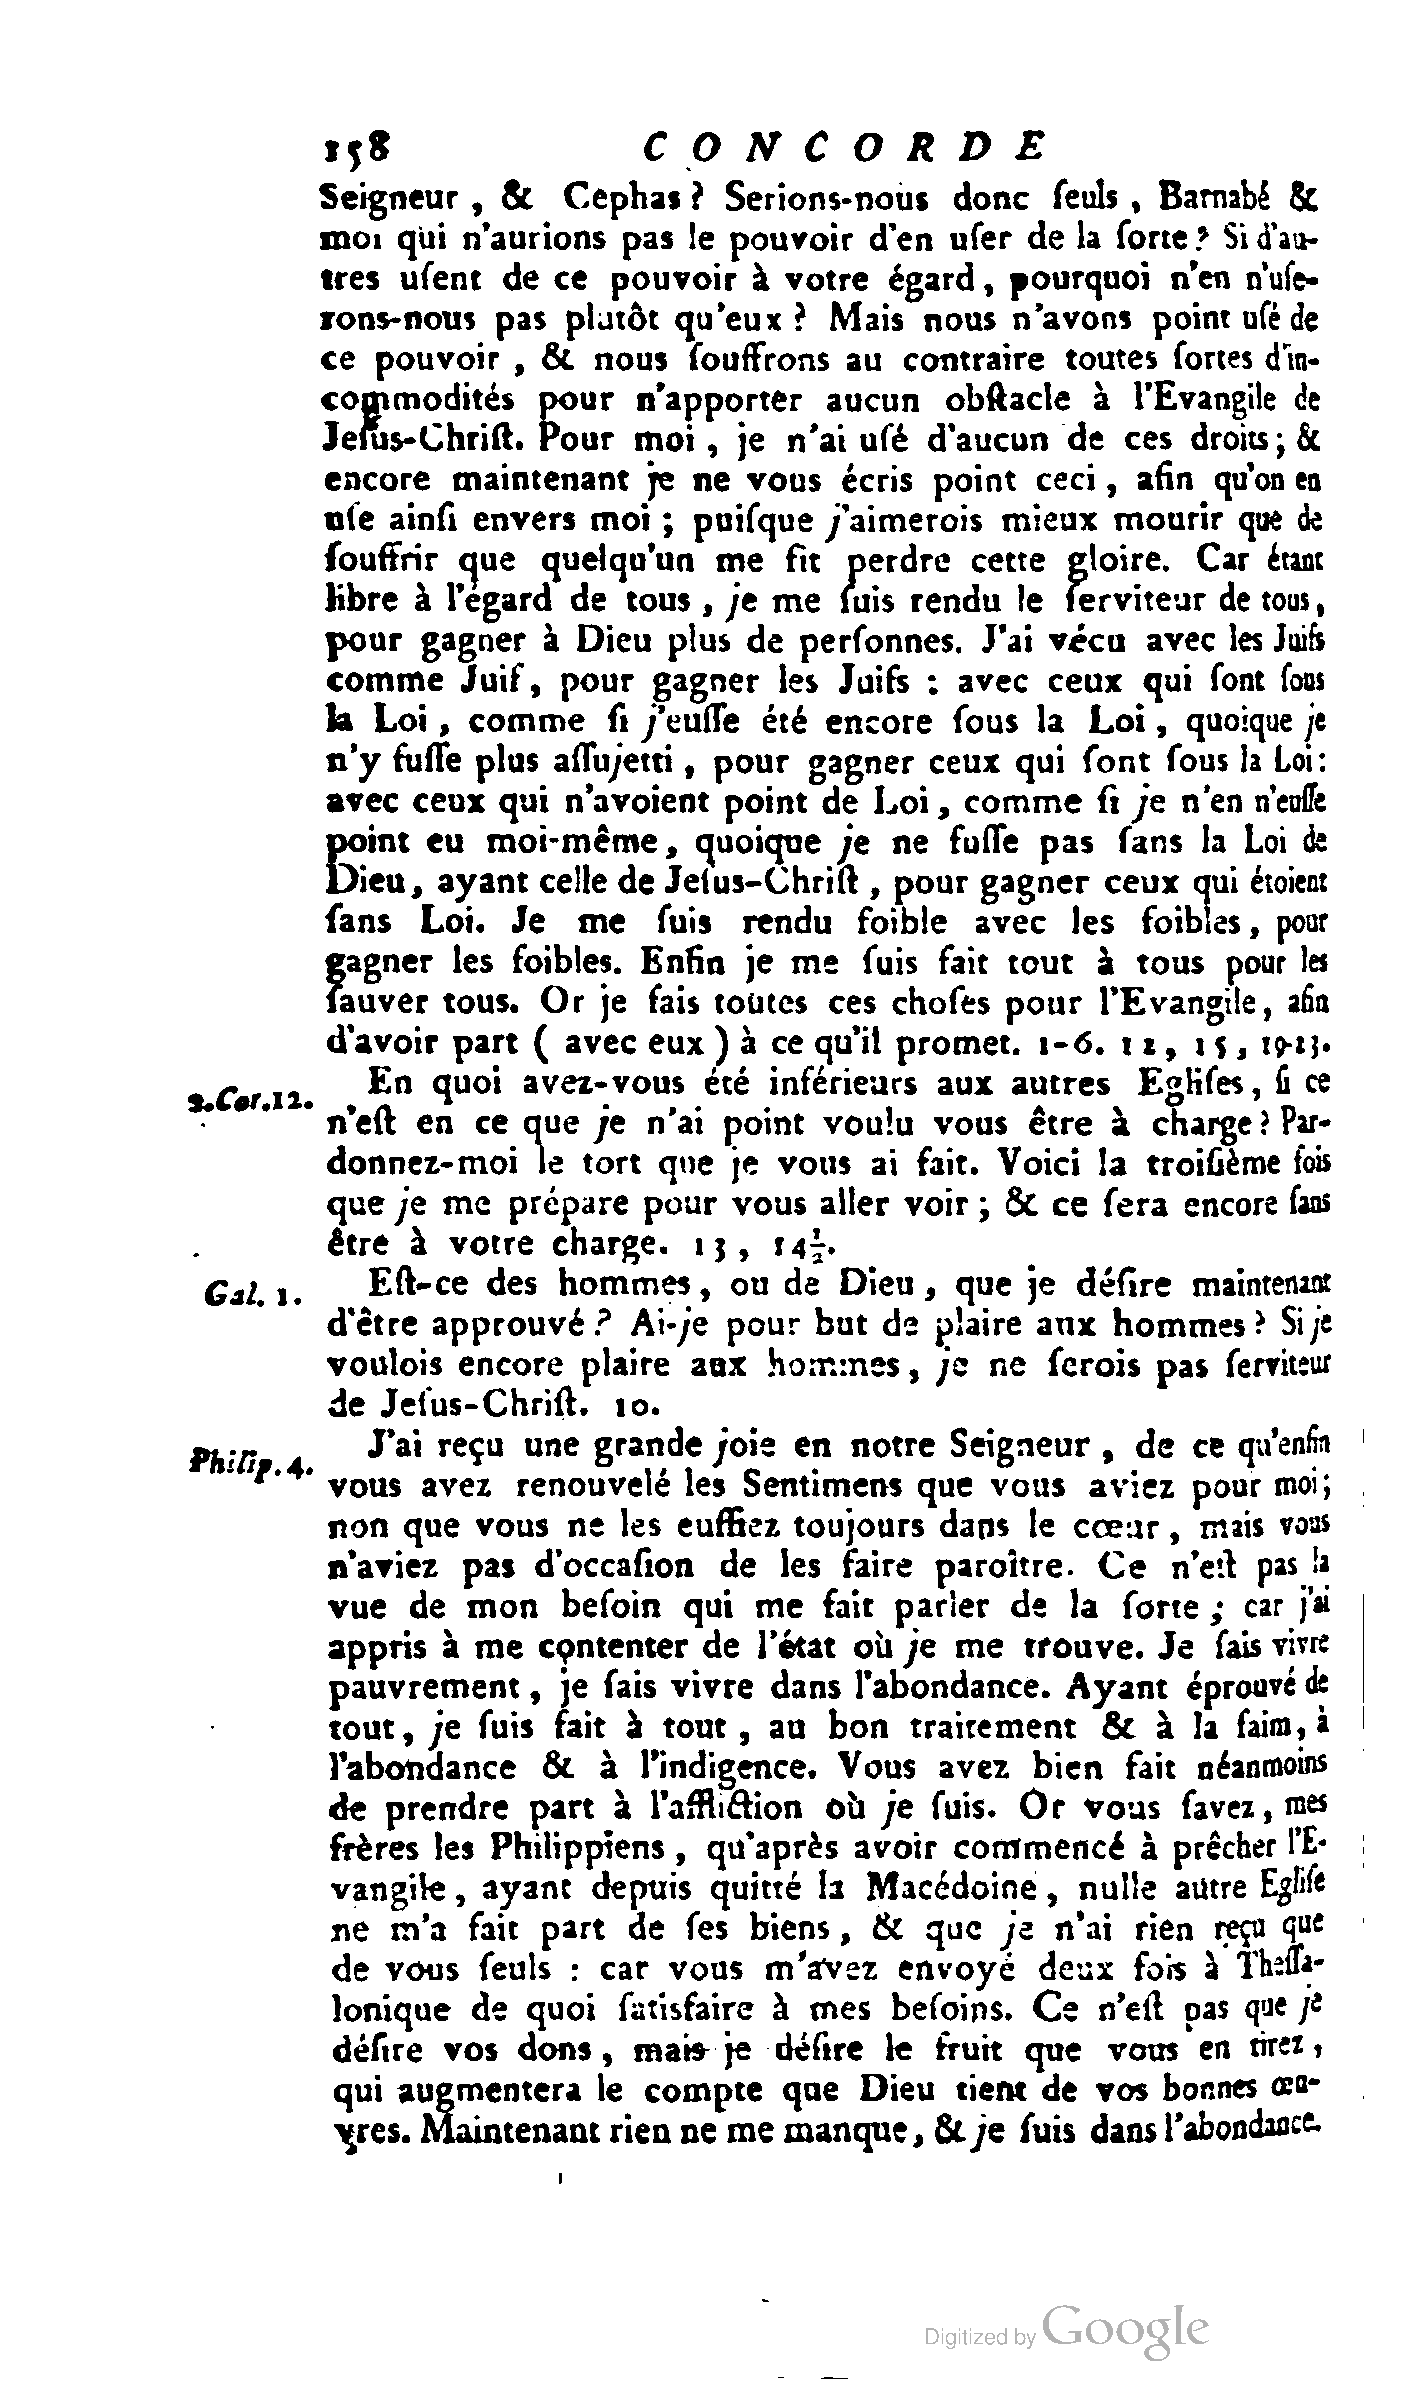 158 CONCORDE
Seigneur , & Cephas ? Serions-nous donc ſeuls , Barnabé &
moi qui n'aurions pas le pouvoir d'en uſer de la ſorte ? Si d'au-
tres uſent de ce pouvoir à votre égard , pourquoi n'en n'uſe-
rons-nous pas plutôt qu'eux ? Mais nous n'avons point uſé de
ce pouvoir , & nous ſouffrons au contraire toutes ſortes d'in-
commodités pour n'apporter aucun obſtacle à l'Evangile de
Jeſus-Chriſt. Pour moi , je n'ai uſé d'aucun de ces droits ; &
encore maintenant je ne vous écris point ceci , afin qu'on en
uſe ainſi envers moi ; puiſque j'aimerois mieux mourir que de
ſouffrir que quelqu'un me fit perdre cette gloire. Car étant
libre à l'égard de tous , je me ſuis rendu le ſerviteur de tous,
pour gagner à Dieu plus de perſonnes. J'ai vécu avec les Juifs
comme Juif, pour gagner les Juifs : avec ceux qui ſont ſous
la Loi , comme ſi j'euſſe été encore ſous la Loi , quoique je
n'y fuſſe plus aſſujetti , pour gagner ceux qui ſont ſous la Loi :
avec ceux qui n'avoient point de Loi , comme ſi je n'en n'euſſe
point eu moi-même, quoique je ne fuſſe pas ſans la Loi de
Dieu, ayant celle de Jeſus-Chriſt , pour gagner ceux qui étoient
ſans Loi. Je me ſuis rendu foible avec les foibles, pour
gagner les foibles. Enfin je me ſuis fait tout à tous pour les
ſauver tous. Or je fais toutes ces choſes pour l'Evangile, afin
d'avoir part ( avec eux ) à ce qu'il promet. 1-6. 12, 15, 19-23.
2.Cor.12. En quoi avez-vous été inférieurs aux autres Egliſes, ſi ce
n'eſt en ce que je n'ai point voulu vous être à charge ? Par-
donnez-moi le tort que je vous ai fait. Voici la troiſième fois
que je me prépare pour vous aller voir ; & ce ſera encore ſans
être à votre charge. 13 , 14½.
Gal. 1. Eſt-ce des hommes, ou de Dieu , que je déſire maintenant
d'être approuvé ? Ai-je pour but de plaire aux hommes ? Si je
voulois encore plaire aux hommes, je ne ſerois pas ſerviteur
de Jeſus-Chriſt. 10.
Philip.4. J'ai reçu une grande joie en notre Seigneur , de ce qu'enfin
vous avez renouvelé les Sentimens que vous aviez pour moi ;
non que vous ne les euſſiez toujours dans le cœur , mais vous
n'aviez pas d'occaſion de les faire paroître. Ce n'eſt pas la
vue de mon beſoin qui me fait parler de la ſorte ; car j'ai
appris à me contenter de l'état où je me trouve. Je ſais vivre
pauvrement , je ſais vivre dans l'abondance. Ayant éprouvé de
tout, je ſuis fait à tout , au bon traitement & à la faim, à
l'abondance & à l'indigence. Vous avez bien fait néanmoins
de prendre part à l'affliction où je ſuis. Or vous ſavez, mes
frères les Philippiens , qu'après avoir commencé à prêcher l'E-
vangile, ayant depuis quitté la Macédoine , nulle autre Egliſe
ne m'a fait part de ſes biens , & que je n'ai rien reçu que
de vous ſeuls : car vous m'avez envoyé deux fois à Theſſa-
lonique de quoi ſatisfaire à mes beſoins. Ce n'eſt pas que je
déſire vos dons , mais je déſire le fruit que vous en tirez ,
qui augmentera le compte que Dieu tient de vos bonnes œu-
vres. Maintenant rien ne me manque, & je ſuis dans l'abondance
Digitized by Google